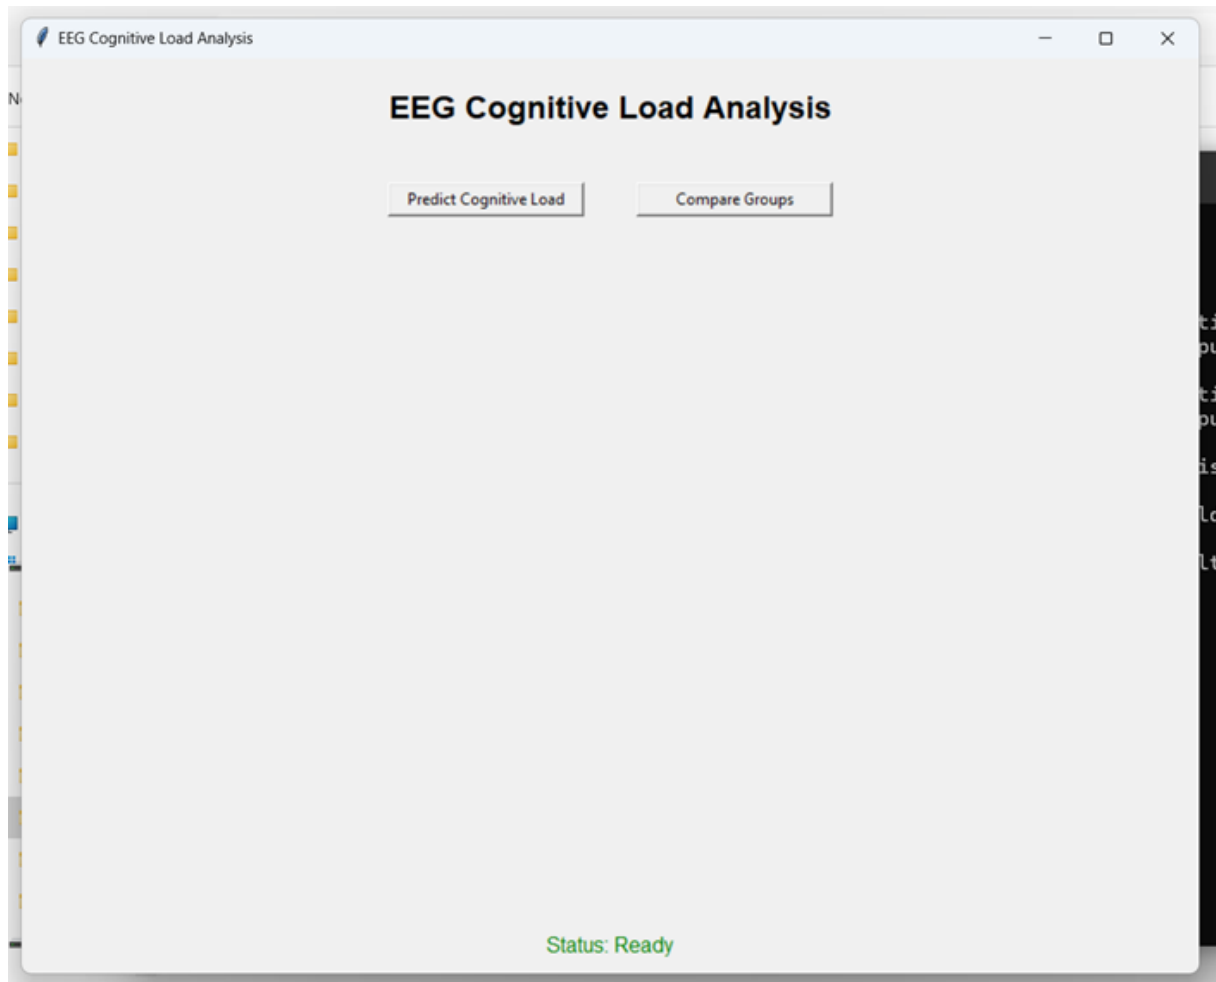 EEG Cognitive Load Analysis
EEG Cognitive Load Analysis
Predict Cognitive Load
Compare Groups
Status: Ready